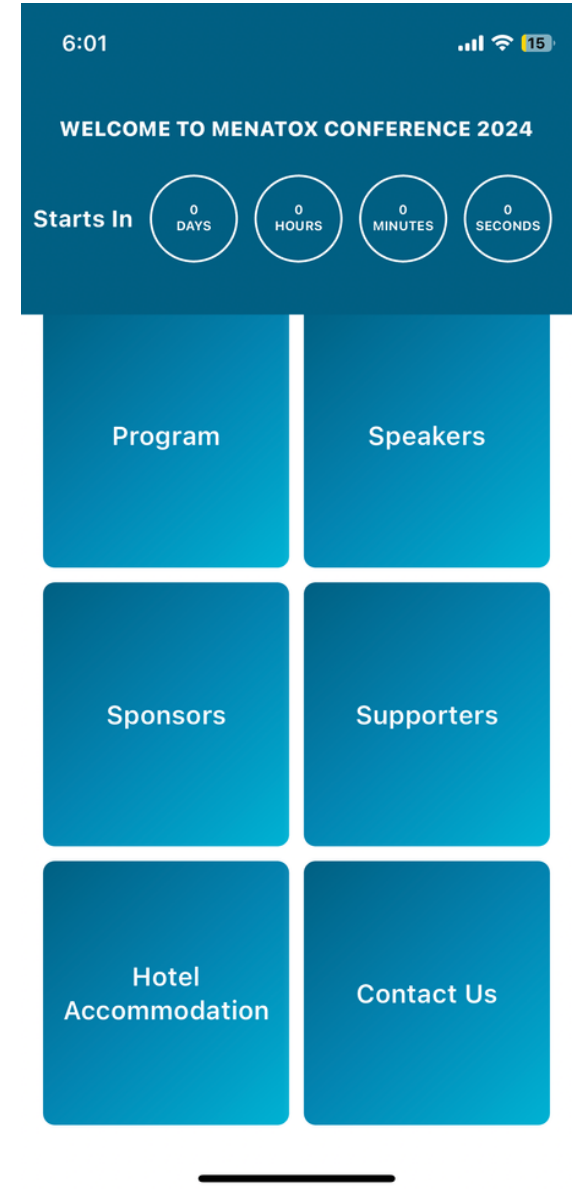 6:01
15
WELCOME TO MENATOX CONFERENCE 2024
Starts In
0
DAYS
0
HOURS
0
MINUTES
0
SECONDS
Program
Speakers
Sponsors
Supporters
Hotel
Accommodation
Contact Us